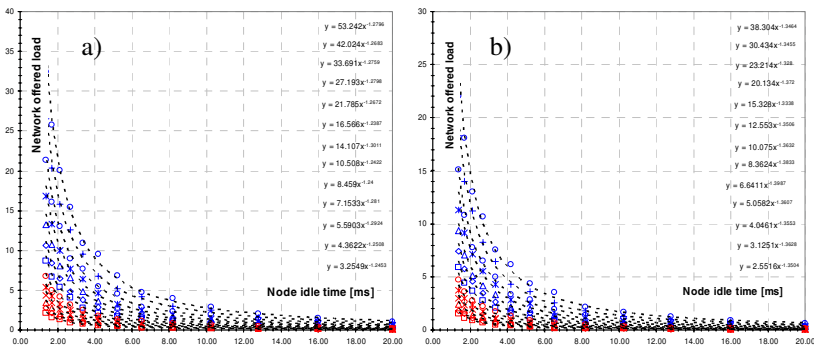 a)
Network offered load
40
35
30
25
20
15
10
5
0
y = 53.242x^-1.2796
y = 42.024x^-1.2683
y = 33.691x^-1.2759
y = 27.193x^-1.2798
y = 21.785x^-1.2672
y = 16.566x^-1.2387
y = 14.107x^-1.3011
y = 10.508x^-1.2422
y = 8.459x^-1.24
y = 7.1533x^-1.281
y = 5.5903x^-1.2924
y = 4.3622x^-1.2508
y = 3.2549x^-1.2453
Node idle time [ms]
0.00 2.00 4.00 6.00 8.00 10.00 12.00 14.00 16.00 18.00 20.00
b)
Network offered load
30
25
20
15
10
5
0
y = 38.304x^-1.3464
y = 30.434x^-1.3455
y = 23.214x^-1.328
y = 20.134x^-1.372
y = 15.328x^-1.3338
y = 12.553x^-1.3506
y = 10.075x^-1.3632
y = 8.3624x^-1.3833
y = 6.6411x^-1.3987
y = 5.0582x^-1.3607
y = 4.0461x^-1.3553
y = 3.1251x^-1.3628
y = 2.5516x^-1.3504
Node idle time [ms]
0.00 2.00 4.00 6.00 8.00 10.00 12.00 14.00 16.00 18.00 20.00